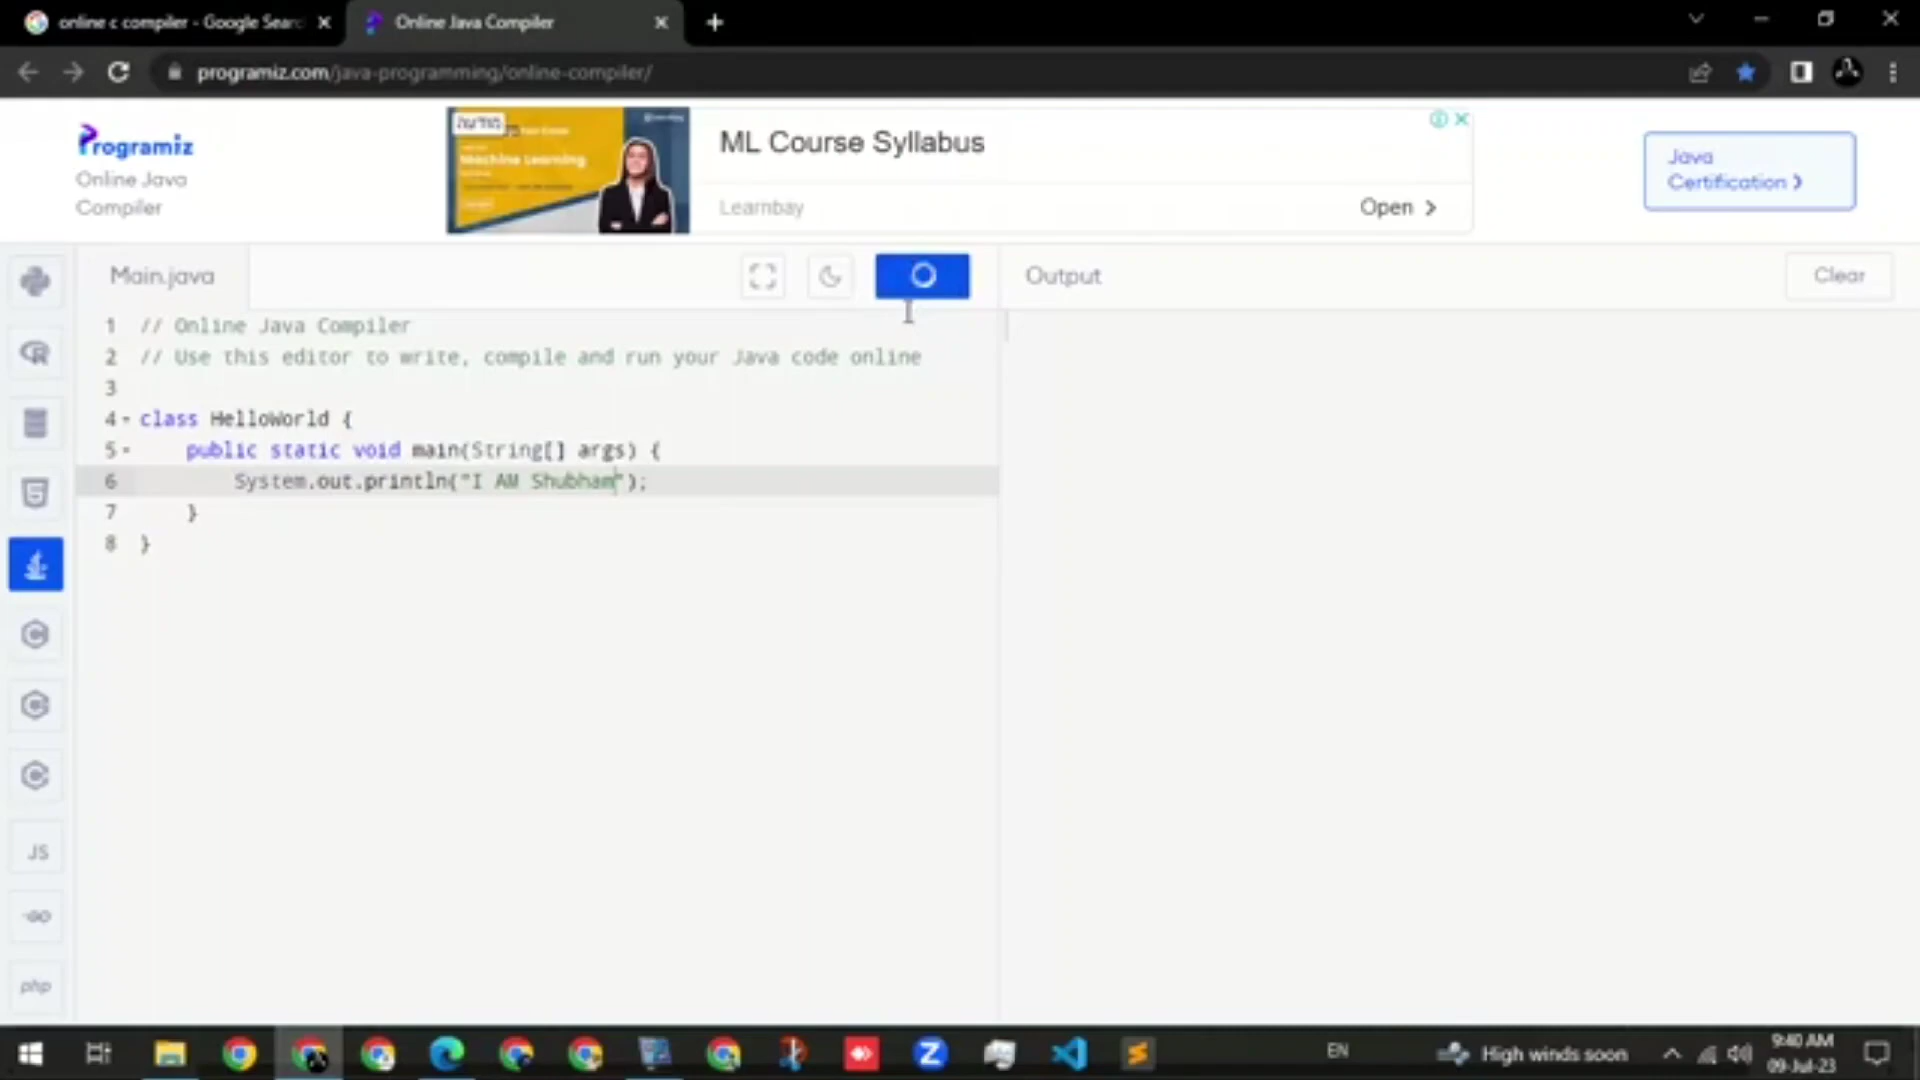 online c compiler - Google Sear
Online Java Compiler
programiz.com/java-programming/online-compiler/
Programiz
Online Java
Compiler
Machine Learning
ML Course Syllabus
Learnbay
Open
Java
Certification
Main.java
Output
Clear
1 // Online Java Compiler
2 // Use this editor to write, compile and run your Java code online
3
4 class HelloWorld {
5 public static void main(String[] args) {
6 System.out.println("I AM Shubham");
7 }
8 }
JS
GO
php
EN
High winds soon
9:40 AM
09-Jul-23